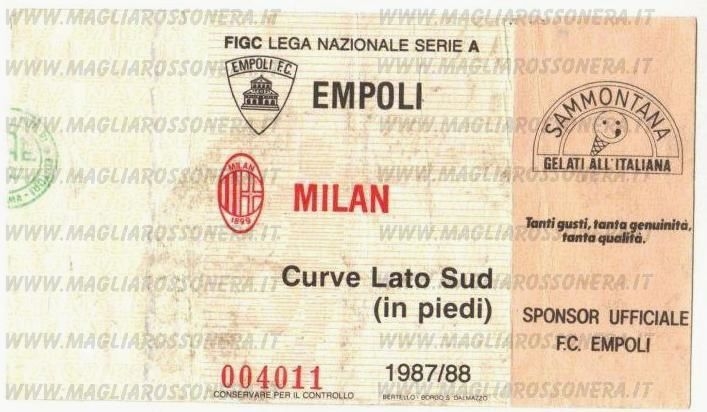 WWW.MAGLIAROSSONERA.IT
FIGC LEGA NAZIONALE SERIE A
EMPOLI F.C.
EMPOLI
MILAN
1899
MILAN
Curve Lato Sud
(in piedi)
004011
1987/88
CONSERVARE PER IL CONTROLLO
BERTELLO - BORGO S. DALMAZZO
SAMMONTANA
GELATI ALL'ITALIANA
Tanti gusti, tanta genuinità,
tanta qualità.
SPONSOR UFFICIALE
F.C. EMPOLI